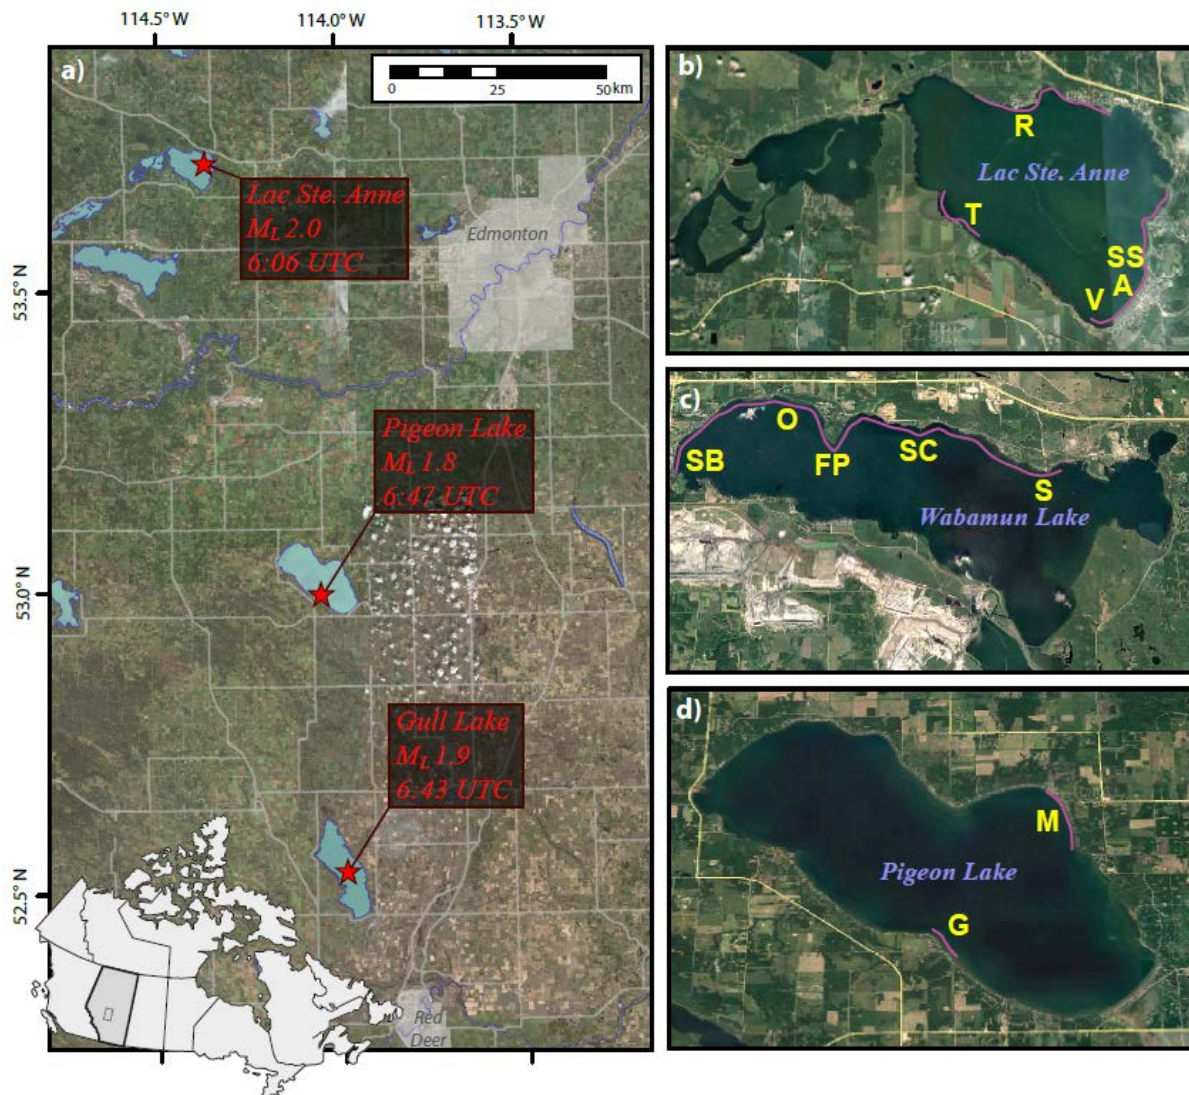 114.5° W 114.0° W 113.5° W
a)
0 25 50 km
Lac Ste. Anne
ML 2.0
6:06 UTC
Edmonton
53.5° N
Pigeon Lake
ML 1.8
6:47 UTC
53.0° N
Gull Lake
ML 1.9
6:43 UTC
52.5° N
Red
Deer
b)
R
Lac Ste. Anne
T
SS
V A
c)
O
SB FP SC
S
Wabamun Lake
d)
M
Pigeon Lake
G